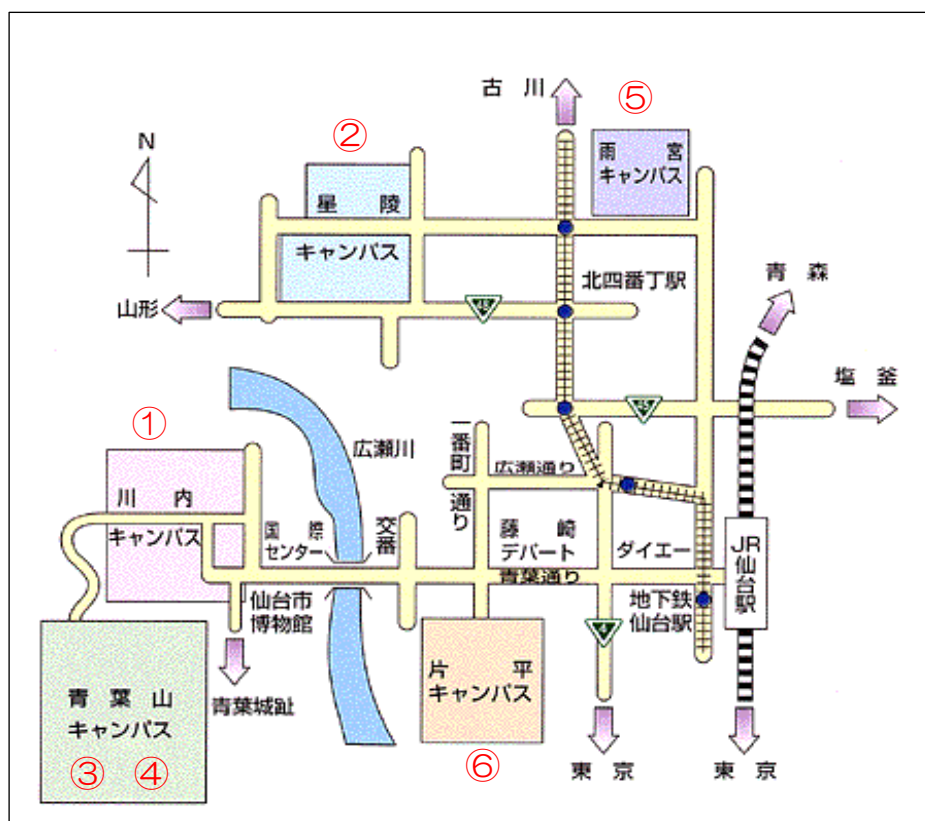 古 川
⑤
②
N
雨 宮
キャンパス
星 陵
キャンパス
北四番丁駅
青 森
山形
48
塩 釜
45
①
広瀬川
一番町通り
広瀬通り
川 内
キャンパス
国 際
センター
交番
藤 崎
デパート
ダイエー
青葉通り
JR仙台駅
地下鉄
仙台駅
仙台市
博物館
4
片 平
キャンパス
青 葉 山
キャンパス
青葉城趾
③ ④
⑥
東 京
東 京